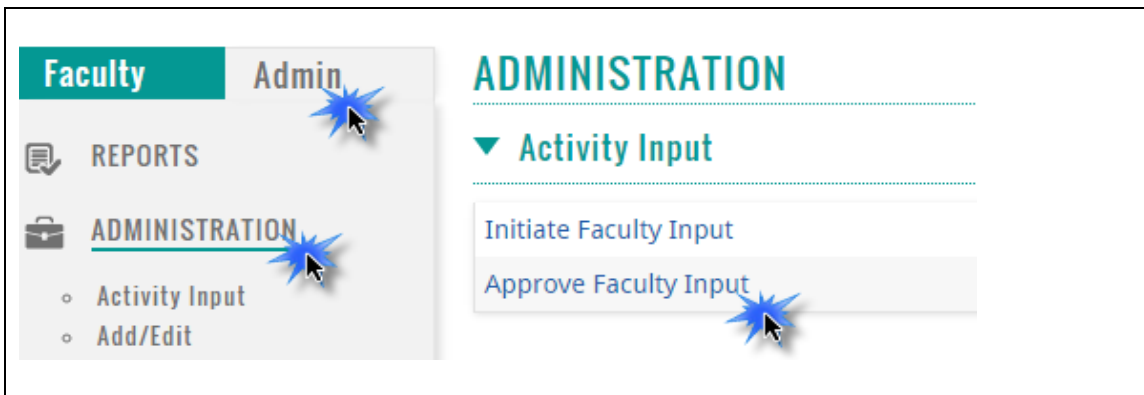 Faculty
Admin
REPORTS
ADMINISTRATION
Activity Input
Add/Edit
ADMINISTRATION
Activity Input
Initiate Faculty Input
Approve Faculty Input